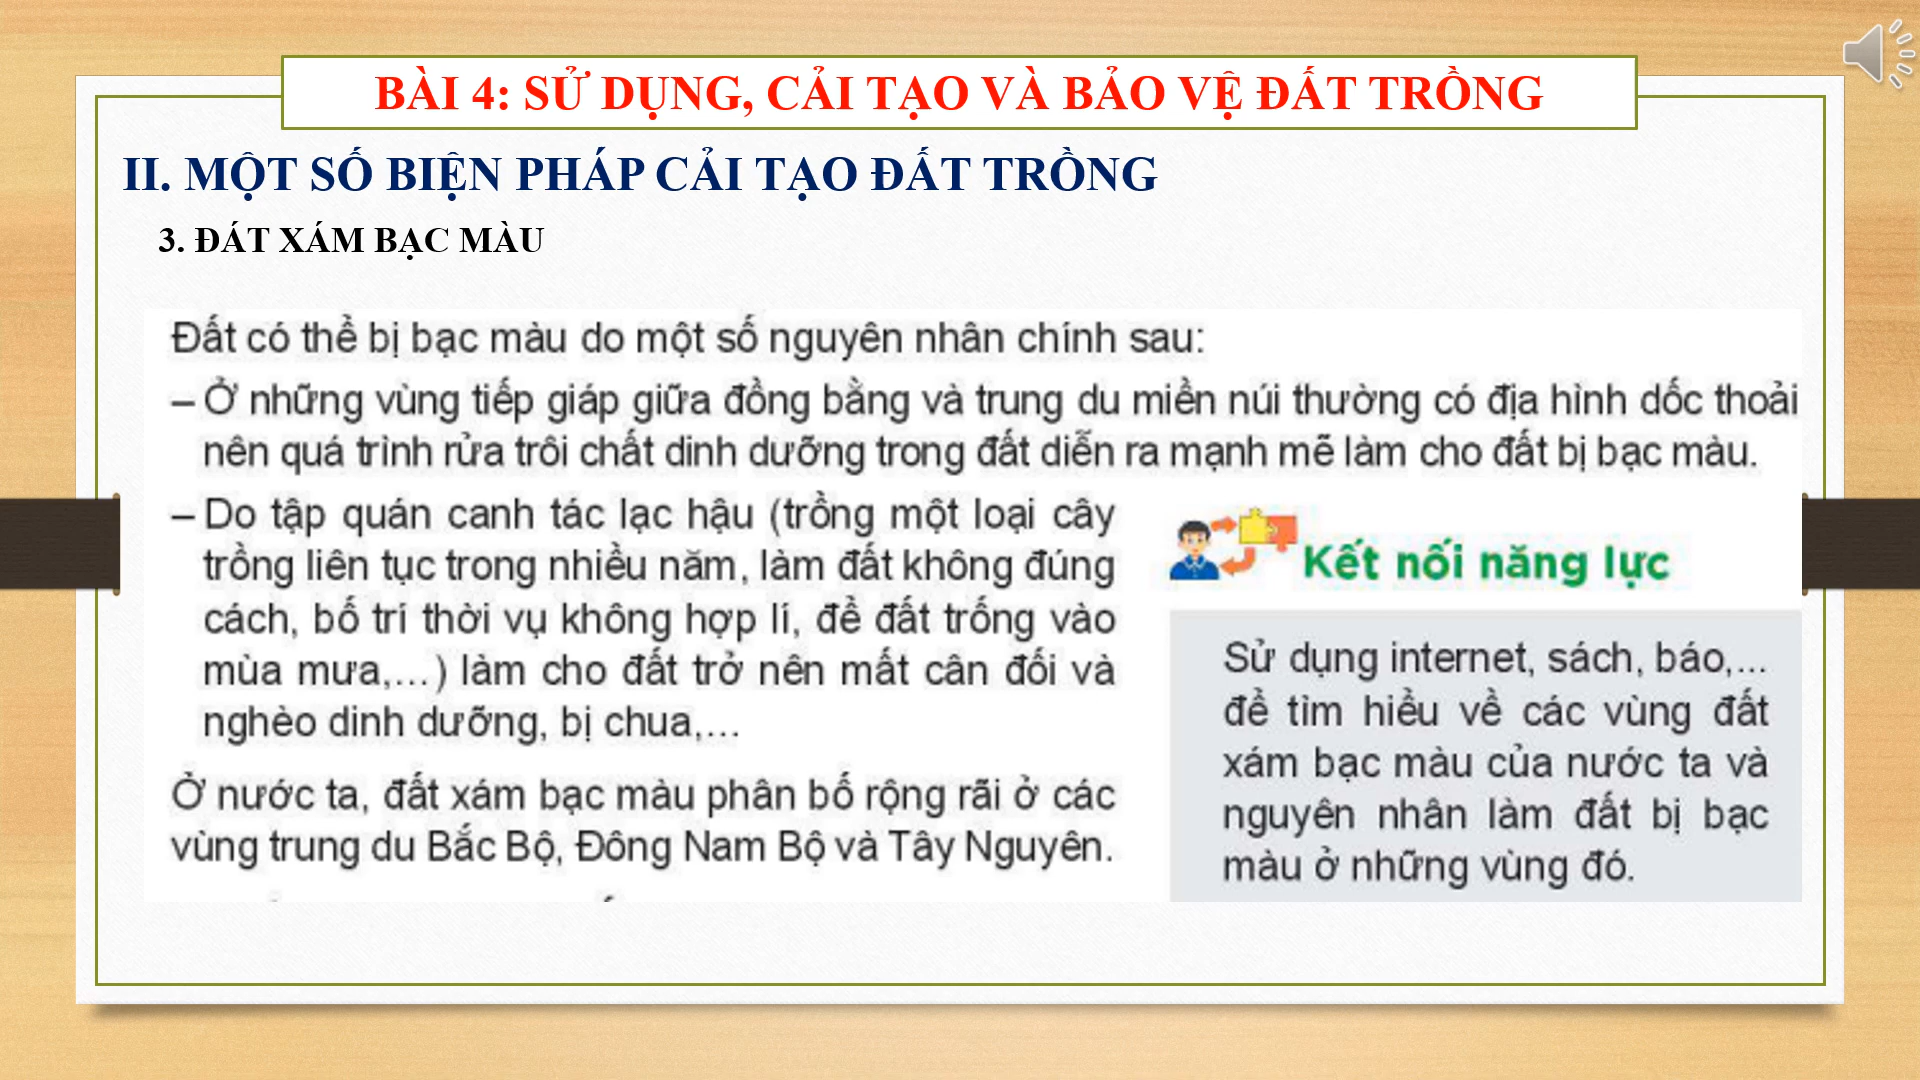 BÀI 4: SỬ DỤNG, CẢI TẠO VÀ BẢO VỆ ĐẤT TRỒNG
II. MỘT SỐ BIỆN PHÁP CẢI TẠO ĐẤT TRỒNG
3. ĐÁT XÁM BẠC MÀU
Đất có thể bị bạc màu do một số nguyên nhân chính sau:
– Ở những vùng tiếp giáp giữa đồng bằng và trung du miền núi thường có địa hình dốc thoải
nên quá trình rửa trôi chất dinh dưỡng trong đất diễn ra mạnh mẽ làm cho đất bị bạc màu.
– Do tập quán canh tác lạc hậu (trồng một loại cây
trồng liên tục trong nhiều năm, làm đất không đúng
cách, bố trí thời vụ không hợp lí, để đất trống vào
mùa mưa,...) làm cho đất trở nên mất cân đối và
nghèo dinh dưỡng, bị chua,...
Ở nước ta, đất xám bạc màu phân bố rộng rãi ở các
vùng trung du Bắc Bộ, Đông Nam Bộ và Tây Nguyên.
Kết nối năng lực
Sử dụng internet, sách, báo,...
để tìm hiểu về các vùng đất
xám bạc màu của nước ta và
nguyên nhân làm đất bị bạc
màu ở những vùng đó.